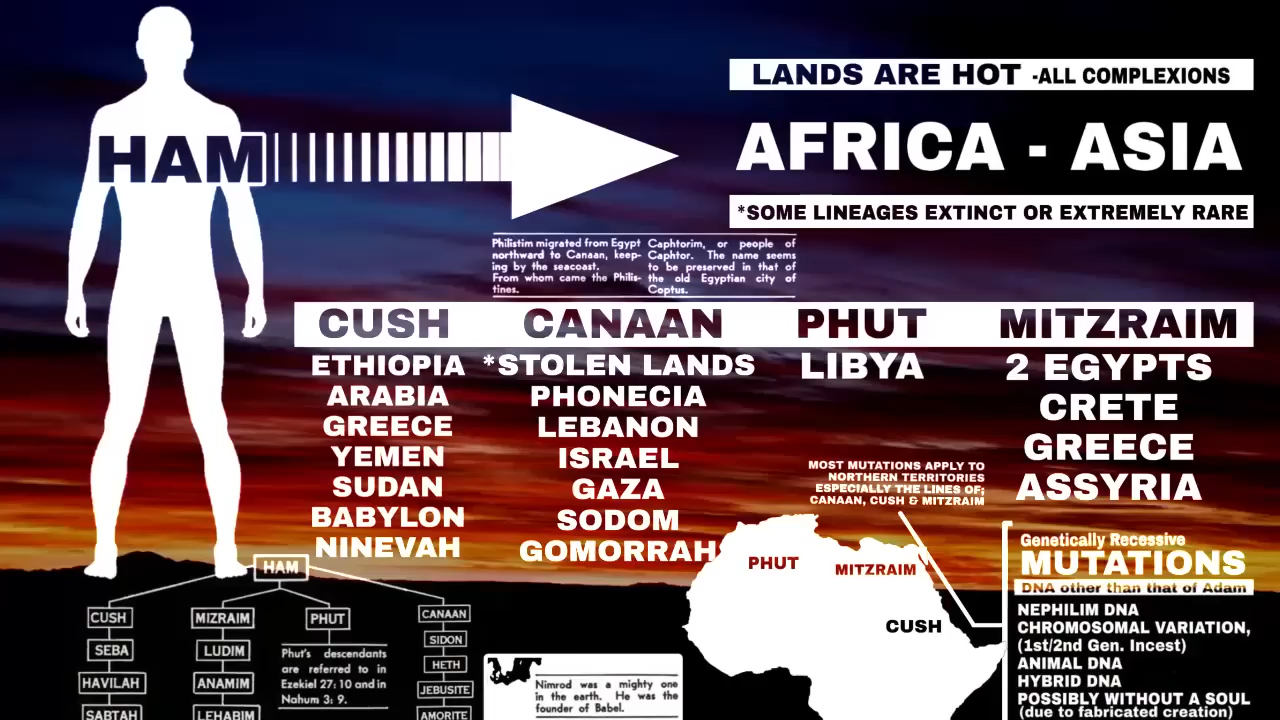 LANDS ARE HOT -ALL COMPLEXIONS
HAM
AFRICA - ASIA
*SOME LINEAGES EXTINCT OR EXTREMELY RARE
Philistim migrated from Egypt
northward to Canaan, keep-
ing by the seacoast.
From whom came the Philis-
tines.
Caphtorim, or people of
Caphtor. The name seems
to be preserved in that of
the old Egyptian city of
Coptus.
CUSH
ETHIOPIA
ARABIA
GREECE
YEMEN
SUDAN
BABYLON
NINEVAH
CANAAN
*STOLEN LANDS
PHONECIA
LEBANON
ISRAEL
GAZA
SODOM
GOMORRAH
PHUT
LIBYA
MITZRAIM
2 EGYPTS
CRETE
GREECE
ASSYRIA
MOST MUTATIONS APPLY TO
NORTHERN TERRITORIES
ESPECIALLY THE LINES OF;
CANAAN, CUSH & MITZRAIM
PHUT
MITZRAIM
CUSH
Genetically Recessive
MUTATIONS
DNA other than that of Adam
NEPHILIM DNA
CHROMOSOMAL VARIATION,
(1st/2nd Gen. Incest)
ANIMAL DNA
HYBRID DNA
POSSIBLY WITHOUT A SOUL
(due to fabricated creation)
HAM
CUSH
SEBA
HAVILAH
SABTAH
MIZRAIM
LUDIM
ANAMIM
LEHABIM
PHUT
Phut's descendants
are referred to in
Ezekiel 27: 10 and in
Nahum 3: 9.
CANAAN
SIDON
HETH
JEBUSITE
AMORITE
Nimrod was a mighty one
in the earth. He was the
founder of Babel.